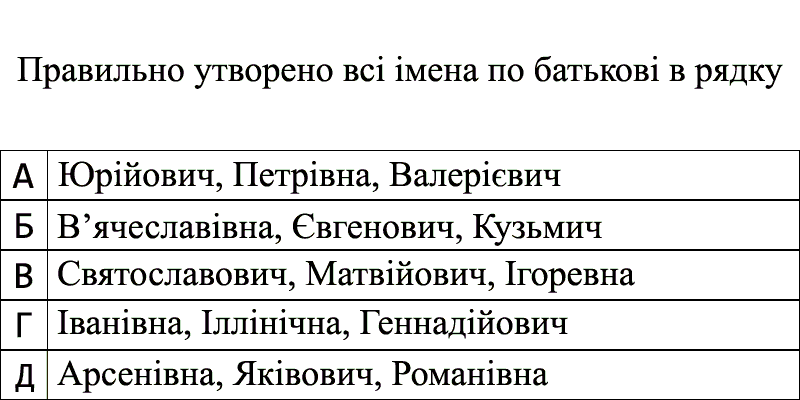 Правильно утворено всі імена по батькові в рядку
А Юрійович, Петрівна, Валерієвич
Б В’ячеславівна, Євгенович, Кузьмич
В Святославович, Матвійович, Ігоревна
Г Іванівна, Іллінічна, Геннадійович
Д Арсенівна, Яківович, Романівна